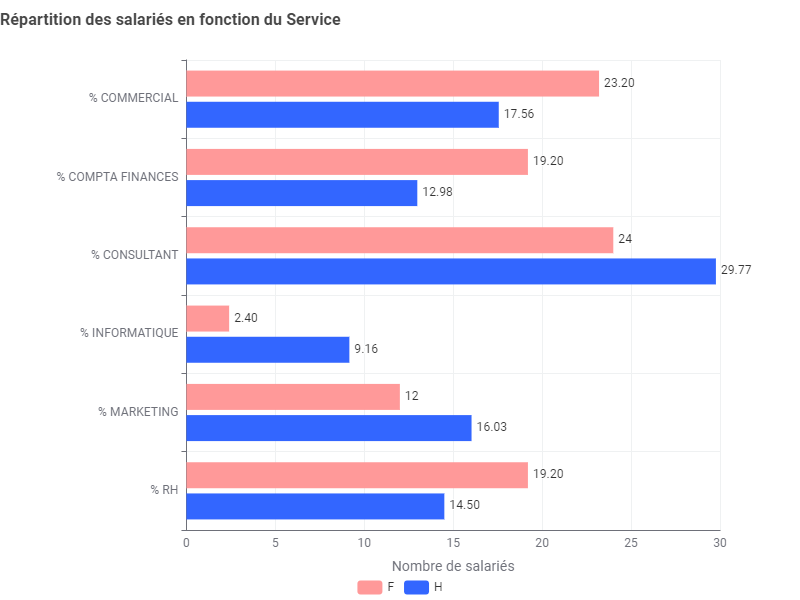 Répartition des salariés en fonction du Service
% COMMERCIAL
23.20
17.56
% COMPTA FINANCES
19.20
12.98
% CONSULTANT
24
29.77
% INFORMATIQUE
2.40
9.16
% MARKETING
12
16.03
% RH
19.20
14.50
0 5 10 15 20 25 30
Nombre de salariés
F H